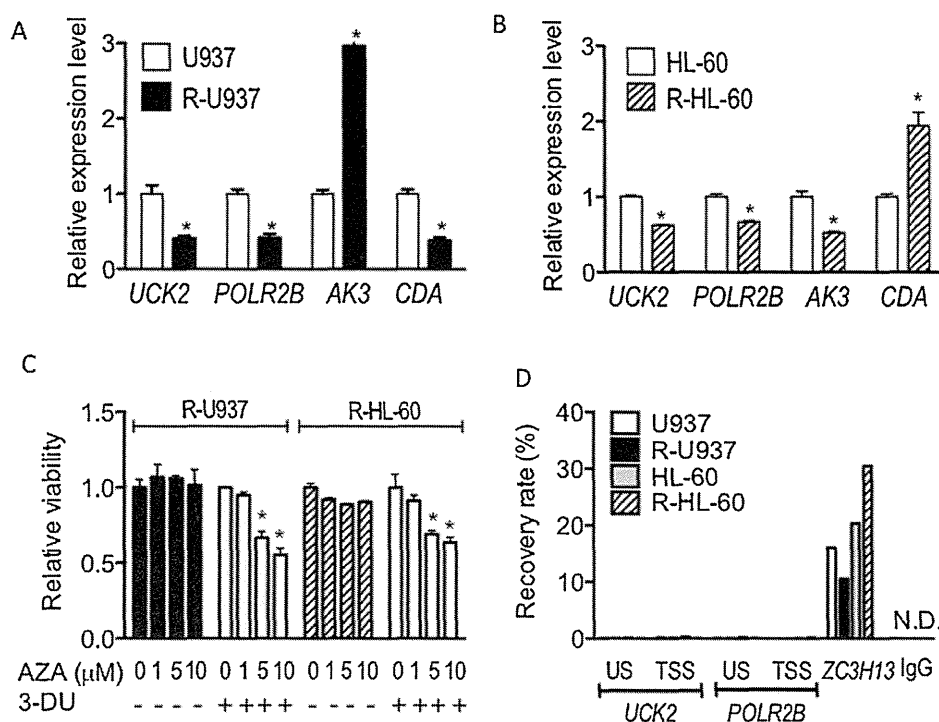 A
Relative expression level
3
2
1
0
U937
R-U937
*
*
*
*
UCK2 POLR2B AK3 CDA
B
Relative expression level
3
2
1
0
HL-60
R-HL-60
*
*
*
*
UCK2 POLR2B AK3 CDA
C
Relative viability
1.5
1.0
0.5
0.0
R-U937 R-HL-60
* * * *
AZA (μM) 0 1 5 10 0 1 5 10 0 1 5 10 0 1 5 10
3-DU - - - - + + + + - - - - + + + +
D
Recovery rate (%)
40
30
20
10
0
U937
R-U937
HL-60
R-HL-60
N.D.
US TSS US TSS ZC3H13 IgG
UCK2 POLR2B